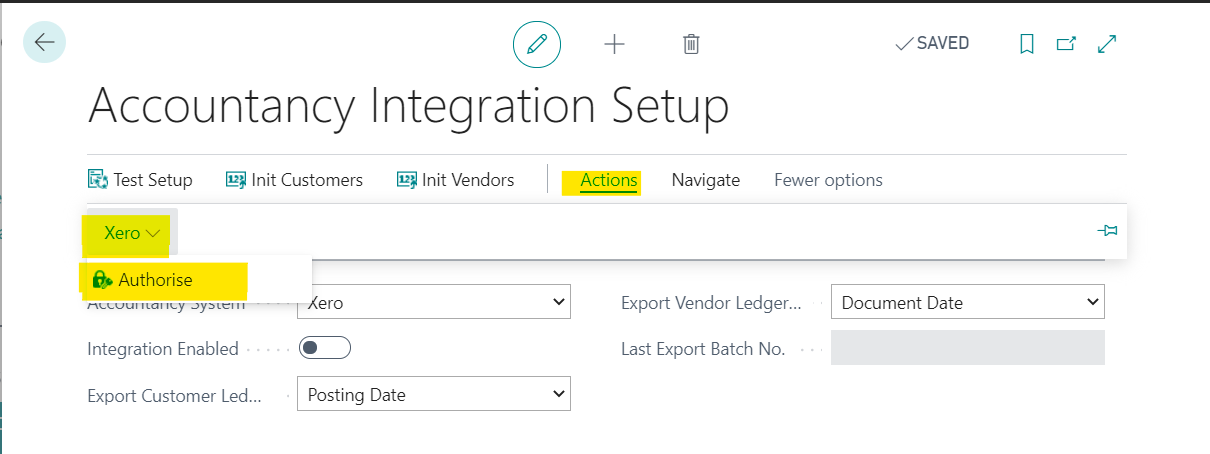 SAVED
Accountancy Integration Setup
Test Setup Init Customers Init Vendors Actions Navigate Fewer options
Xero
Authorise
Accountancy System Xero Export Vendor Ledger... Document Date
Integration Enabled Last Export Batch No.
Export Customer Led... Posting Date